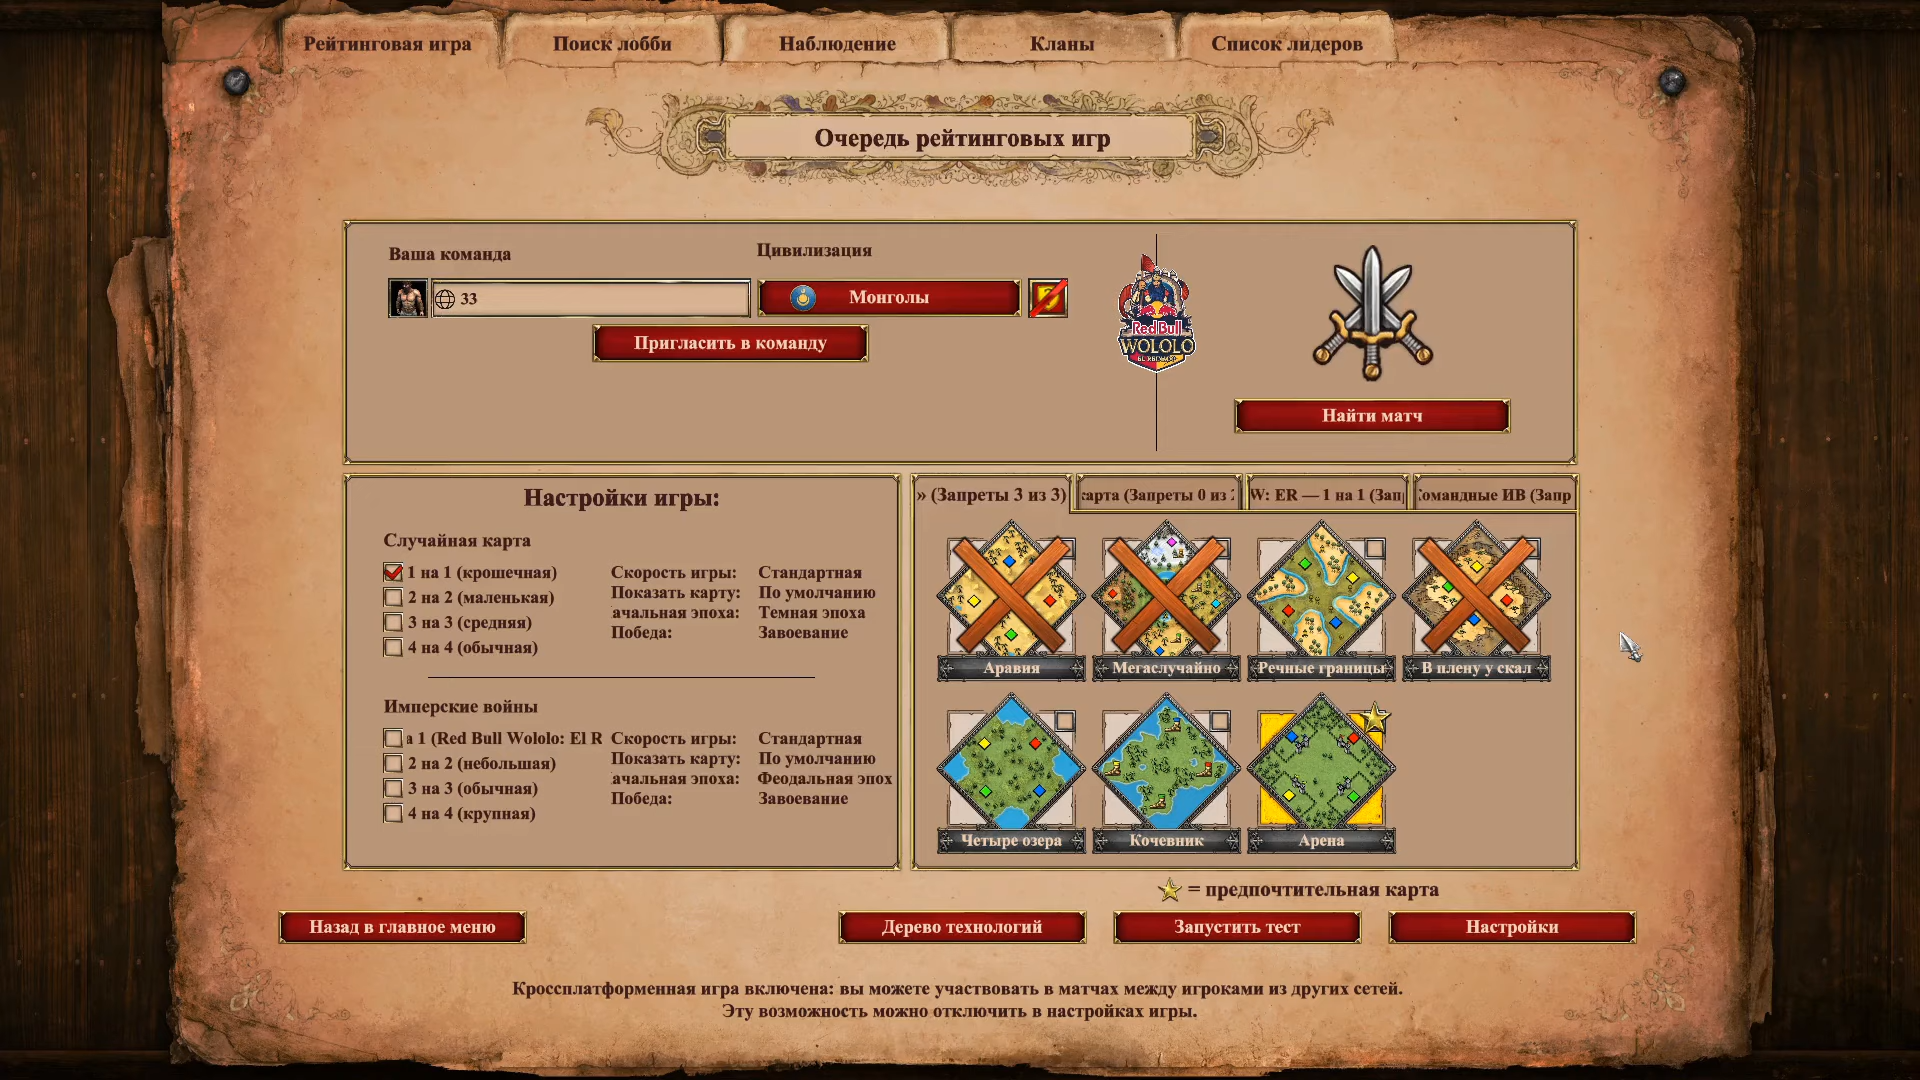 Рейтинговая игра
Поиск лобби
Наблюдение
Кланы
Список лидеров
Очередь рейтинговых игр
Ваша команда
Цивилизация
33
Монголы
Пригласить в команду
Red Bull
WOLOLO
Найти матч
Настройки игры:
Случайная карта
1 на 1 (крошечная)
2 на 2 (маленькая)
3 на 3 (средняя)
4 на 4 (обычная)
Скорость игры: Стандартная
Показать карту: По умолчанию
ачальная эпоха: Темная эпоха
Победа: Завоевание
Имперские войны
а 1 (Red Bull Wololo: El R
2 на 2 (небольшая)
3 на 3 (обычная)
4 на 4 (крупная)
Скорость игры: Стандартная
Показать карту: По умолчанию
ачальная эпоха: Феодальная эпох
Победа: Завоевание
» (Запреты 3 из 3)
карта (Запреты 0 из
W: ER — 1 на 1 (Зап
омандные ИВ (Запр
Аравия
Мегаслучайно
Речные границы
В плену у скал
Четыре озера
Кочевник
Арена
= предпочтительная карта
Назад в главное меню
Дерево технологий
Запустить тест
Настройки
Кроссплатформенная игра включена: вы можете участвовать в матчах между игроками из других сетей.
Эту возможность можно отключить в настройках игры.